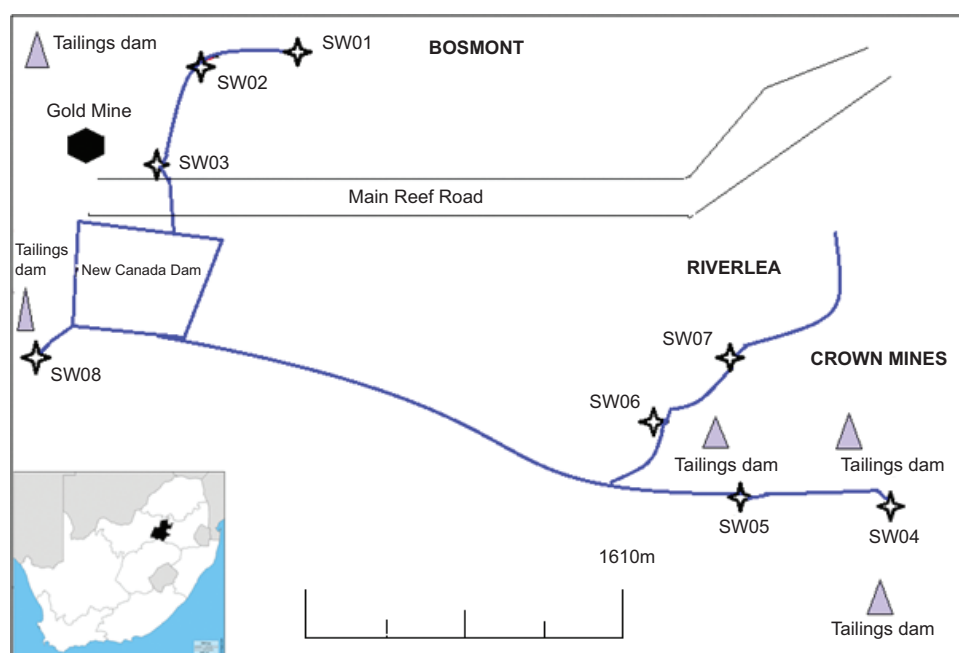 Tailings dam
SW01
BOSMONT
SW02
Gold Mine
SW03
Main Reef Road
Tailings
dam
New Canada Dam
RIVERLEA
SW07
CROWN MINES
SW08
SW06
Tailings dam
Tailings dam
SW05
SW04
1610m
Tailings dam